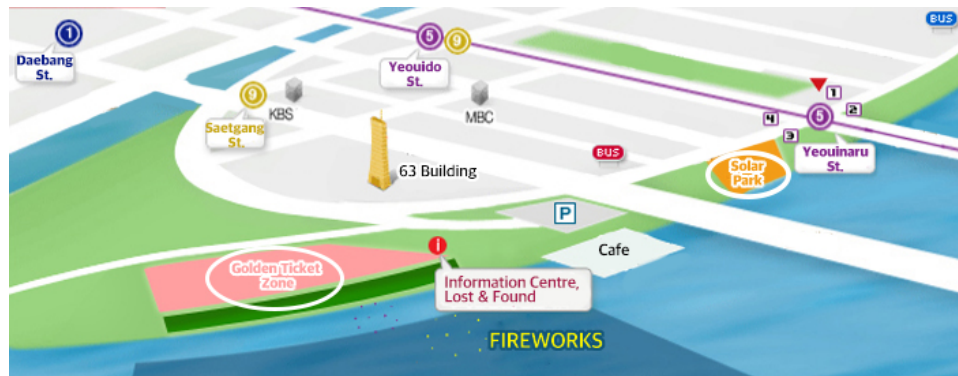 BUS
1
Daebang
St.
5
9
Yeouido
St.
9
KBS
Saetgang
St.
MBC
1
2
5
4
3
Yeouinaru
St.
BUS
Solar
Park
63 Building
P
Cafe
i
Golden Ticket
Zone
Information Centre,
Lost & Found
FIREWORKS